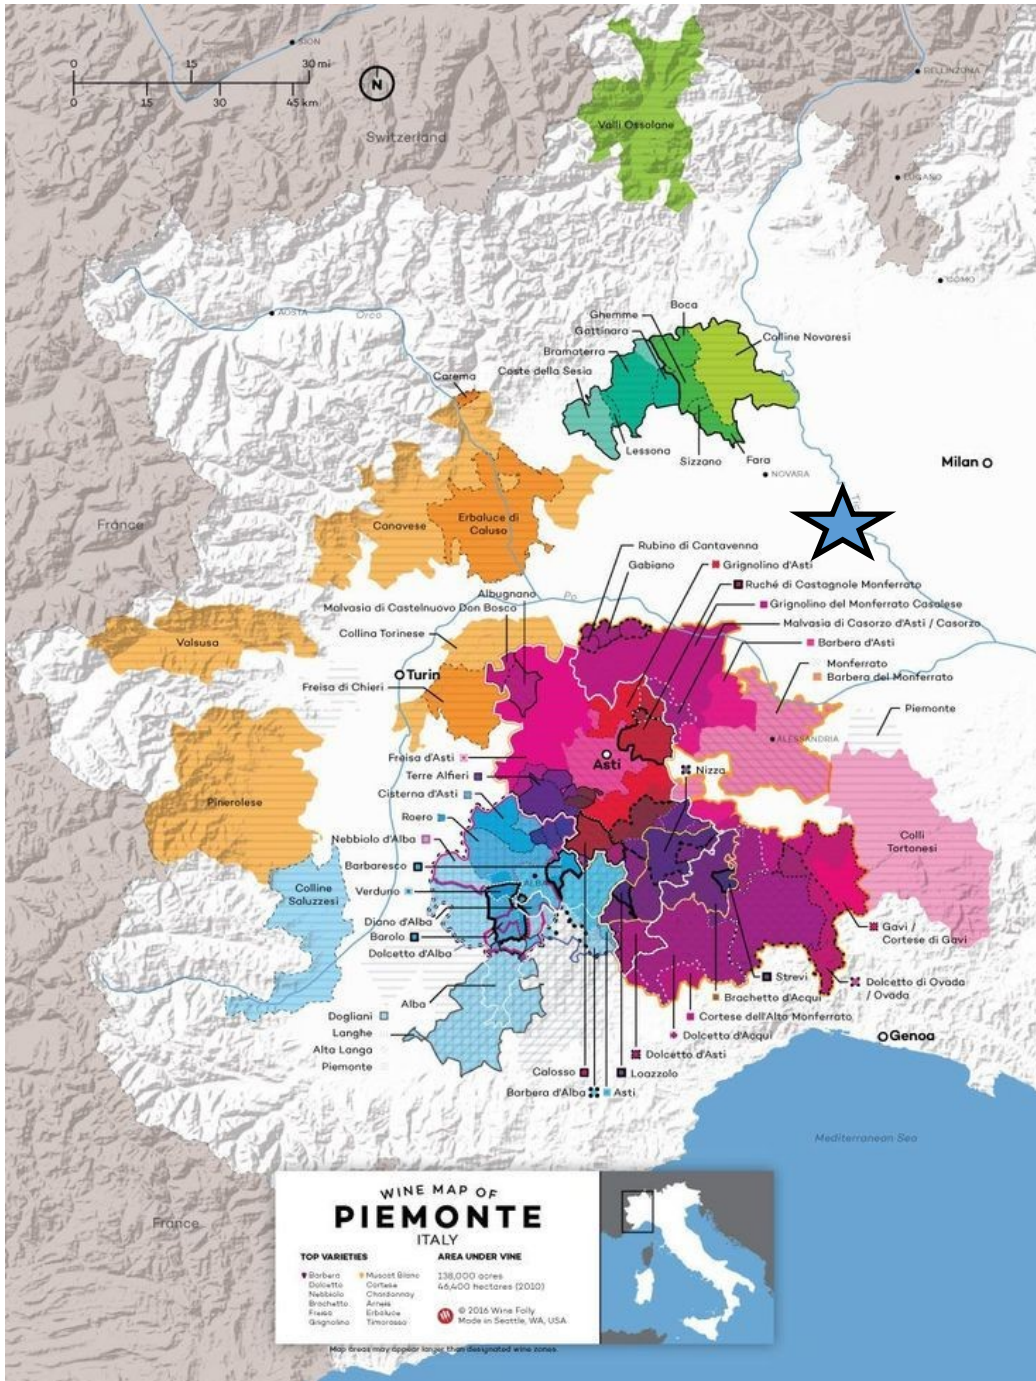 SION
0 30 mi
0 15 30 45 km
N
BELLINZONA
Switzerland
Valli Ossolane
LUGANO
COMO
AOSTA
Orco
Boca
Ghemme
Gattinara
Colline Novaresi
Bramaterra
Coste della Sesia
Carema
Lessona
Sizzano
Fara
NOVARA
Milan
France
Canavese
Erbaluce di
Caluso
Rubino di Cantavenna
Gabiano
Grignolino d'Asti
Ruché di Castagnole Monferrato
Albugnano
Po
Grignolino del Monferrato Casalese
Malvasia di Castelnuovo Don Bosco
Malvasia di Casorzo d'Asti / Casorzo
Collina Torinese
Barbera d'Asti
Valsusa
Monferrato
Barbera del Monferrato
Turin
Freisa di Chieri
Piemonte
ALESSANDRIA
Freisa d'Asti
Asti
Nizza
Terre Alfieri
Cisterna d'Asti
Pinerolese
Roero
Nebbiolo d'Alba
Colli
Tortonesi
Barbaresco
ALBA
Verduno
Colline
Saluzzesi
Diano d'Alba
Barolo
Dolcetto d'Alba
Gavi /
Cortese di Gavi
Strevi
Dolcetto di Ovada
/ Ovada
Alba
Brachetto d'Acqui
Dogliani
Cortese dell'Alto Monferrato
Langhe
Dolcetto d'Acqui
Genoa
Alta Langa
Dolcetto d'Asti
Piemonte
Calosso
Loazzolo
Barbera d'Alba
Asti
Mediterranean Sea
France
WINE MAP OF
PIEMONTE
ITALY
TOP VARIETIES
Barbera
Dolcetto
Nebbiolo
Brachetto
Freisa
Grignolino
Muscat Blanc
Cortese
Chardonnay
Arneis
Erbaluce
Timorasso
AREA UNDER VINE
138,000 acres
46,400 hectares (2010)
© 2016 Wine Folly
Made in Seattle, WA, USA
Map areas may appear larger than designated wine zones.